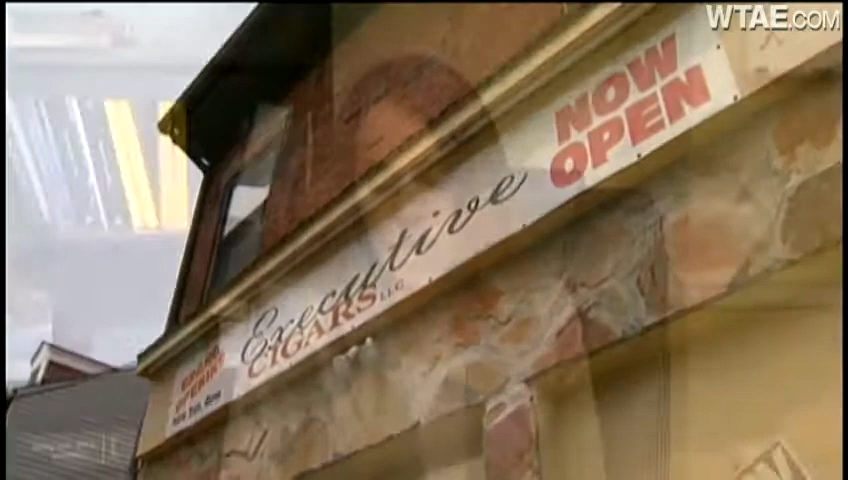 WTAE.COM
NOW
OPEN
Executive
CIGARS LLC
GRAND
OPENING